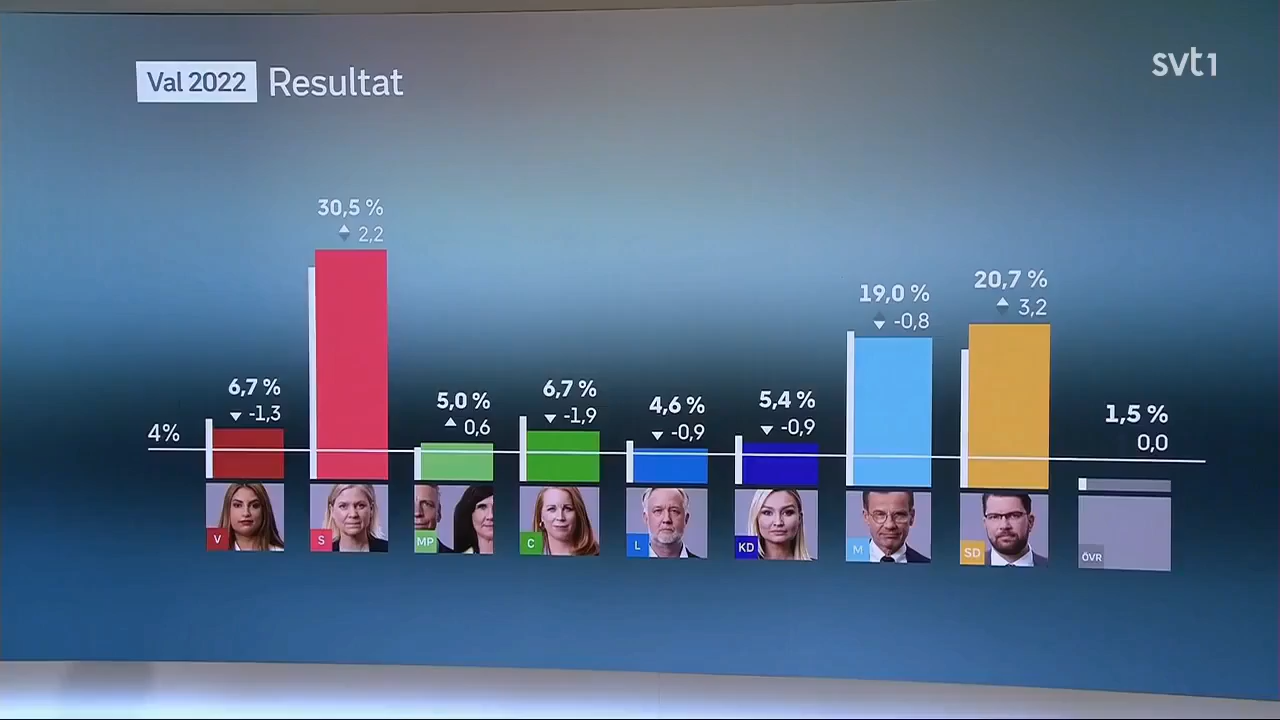 Val 2022 Resultat
svt1
30,5 %
▲ 2,2
20,7 %
▲ 3,2
19,0 %
▼ -0,8
6,7 %
▼ -1,3
5,0 %
▲ 0,6
6,7 %
▼ -1,9
4,6 %
▼ -0,9
5,4 %
▼ -0,9
1,5 %
0,0
4%
V
S
MP
C
L
KD
M
SD
ÖVR